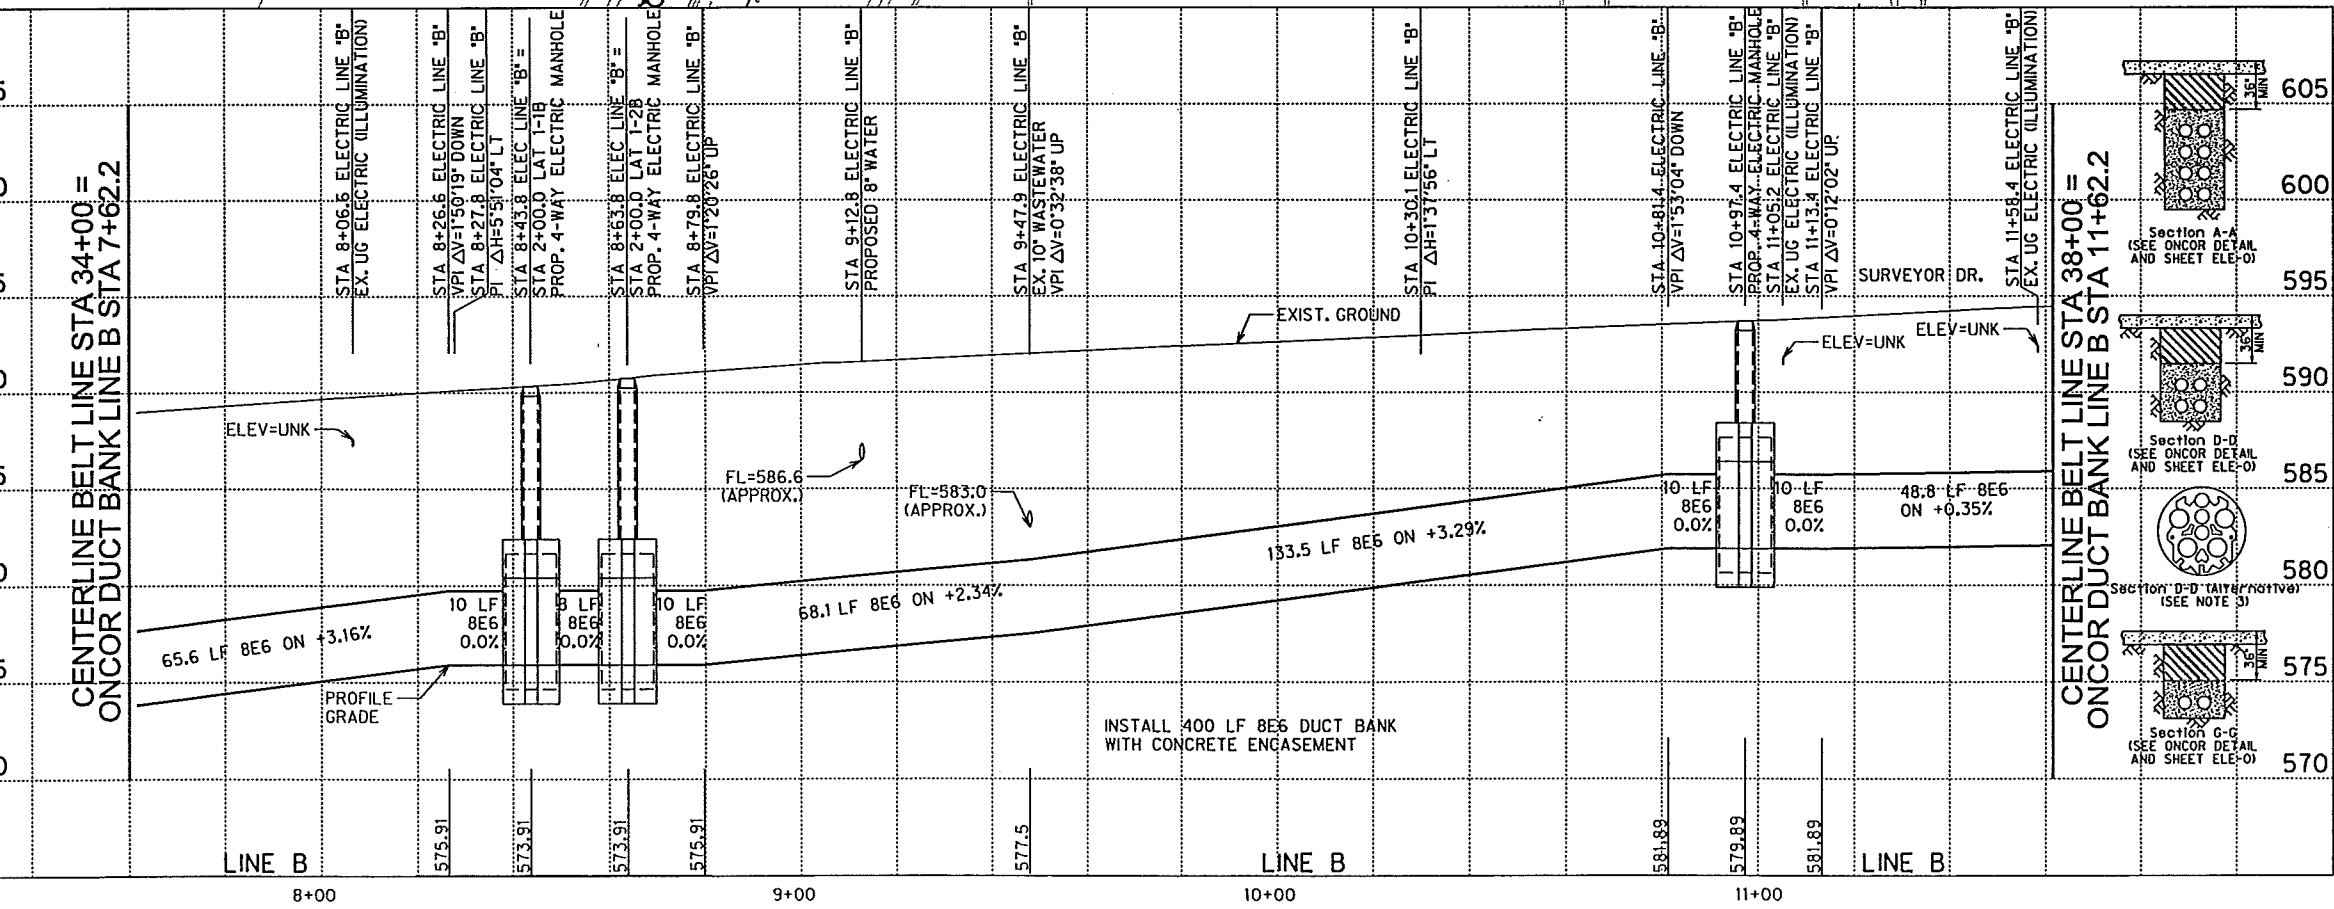 CENTERLINE BELT LINE STA 34+00 =
ONCOR DUCT BANK LINE B STA 7+62.2
STA 8+06.6 ELECTRIC LINE "B"
EX. UG ELECTRIC (ILLUMINATION)
STA 8+26.6 ELECTRIC LINE "B"
VPI ΔV=1°50'19" DOWN
STA 8+27.8 ELECTRIC LINE "B"
PI ΔH=5°51'04" LT
STA 8+43.8 ELEC LINE "B" =
STA 2+00.0 LAT 1-1B
PROP. 4-WAY ELECTRIC MANHOLE
STA 8+63.8 ELEC LINE "B" =
STA 2+00.0 LAT 1-2B
PROP. 4-WAY ELECTRIC MANHOLE
STA 8+79.8 ELECTRIC LINE "B"
VPI ΔV=1°20'26" UP
STA 9+12.8 ELECTRIC LINE "B"
PROPOSED 8" WATER
STA 9+47.9 ELECTRIC LINE "B"
EX. 10" WASTEWATER
VPI ΔV=0°32'38" UP
STA 10+30.1 ELECTRIC LINE "B"
PI ΔH=1°37'56" LT
STA 10+81.4 ELECTRIC LINE "B"
VPI ΔV=1°53'04" DOWN
STA 10+97.4 ELECTRIC LINE "B"
PROP. 4-WAY ELECTRIC MANHOLE
STA 11+05.2 ELECTRIC LINE "B"
EX. UG ELECTRIC (ILLUMINATION)
STA 11+13.4 ELECTRIC LINE "B"
VPI ΔV=0°12'02" UP
SURVEYOR DR.
STA 11+58.4 ELECTRIC LINE "B"
EX. UG ELECTRIC (ILLUMINATION)
CENTERLINE BELT LINE STA 38+00 =
ONCOR DUCT BANK LINE B STA 11+62.2
EXIST. GROUND
ELEV=UNK
ELEV=UNK
ELEV=UNK
FL=586.6
(APPROX.)
FL=583.0
(APPROX.)
65.6 LF 8E6 ON +3.16%
10 LF
8E6
0.0%
8 LF
8E6
0.0%
10 LF
8E6
0.0%
68.1 LF 8E6 ON +2.34%
133.5 LF 8E6 ON +3.29%
10 LF
8E6
0.0%
10 LF
8E6
0.0%
48.8 LF 8E6
ON +0.35%
PROFILE
GRADE
INSTALL 400 LF 8E6 DUCT BANK
WITH CONCRETE ENCASEMENT
575.91
573.91
573.91
575.91
577.5
581.89
579.89
581.89
LINE B
LINE B
LINE B
8+00
9+00
10+00
11+00
605
600
595
590
585
580
575
570
5
0
5
0
5
0
5
0
36"
MIN
Section A-A
(SEE ONCOR DETAIL
AND SHEET ELE-0)
36"
MIN
Section D-D
(SEE ONCOR DETAIL
AND SHEET ELE-0)
Section D-D (Alternative)
(SEE NOTE 3)
36"
MIN
Section G-G
(SEE ONCOR DETAIL
AND SHEET ELE-0)